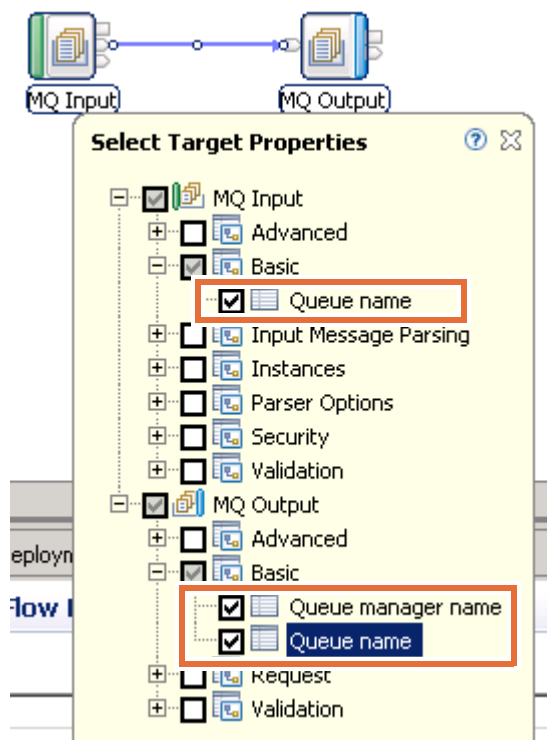 MQ Input MQ Output
Select Target Properties
MQ Input
Advanced
Basic
Queue name
Input Message Parsing
Instances
Parser Options
Security
Validation
MQ Output
Advanced
eployn
Basic
Flow
Queue manager name
Queue name
Request
Validation